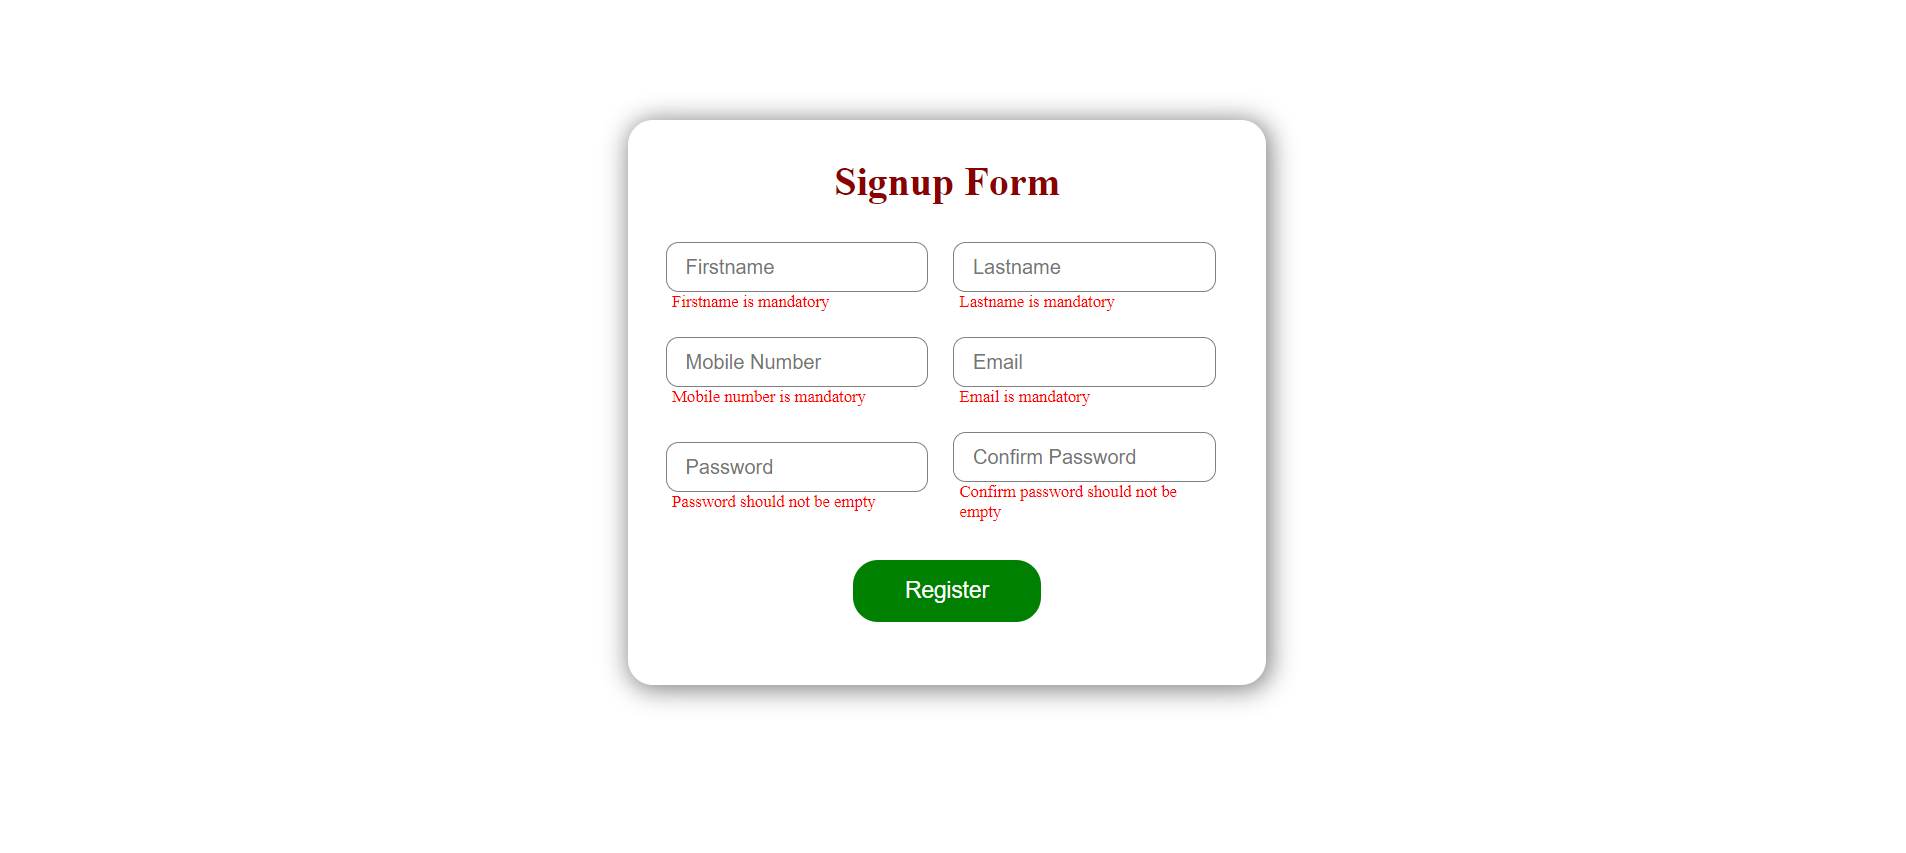 Signup Form
Firstname
Lastname
Firstname is mandatory
Lastname is mandatory
Mobile Number
Email
Mobile number is mandatory
Email is mandatory
Password
Confirm Password
Password should not be empty
Confirm password should not be
empty
Register